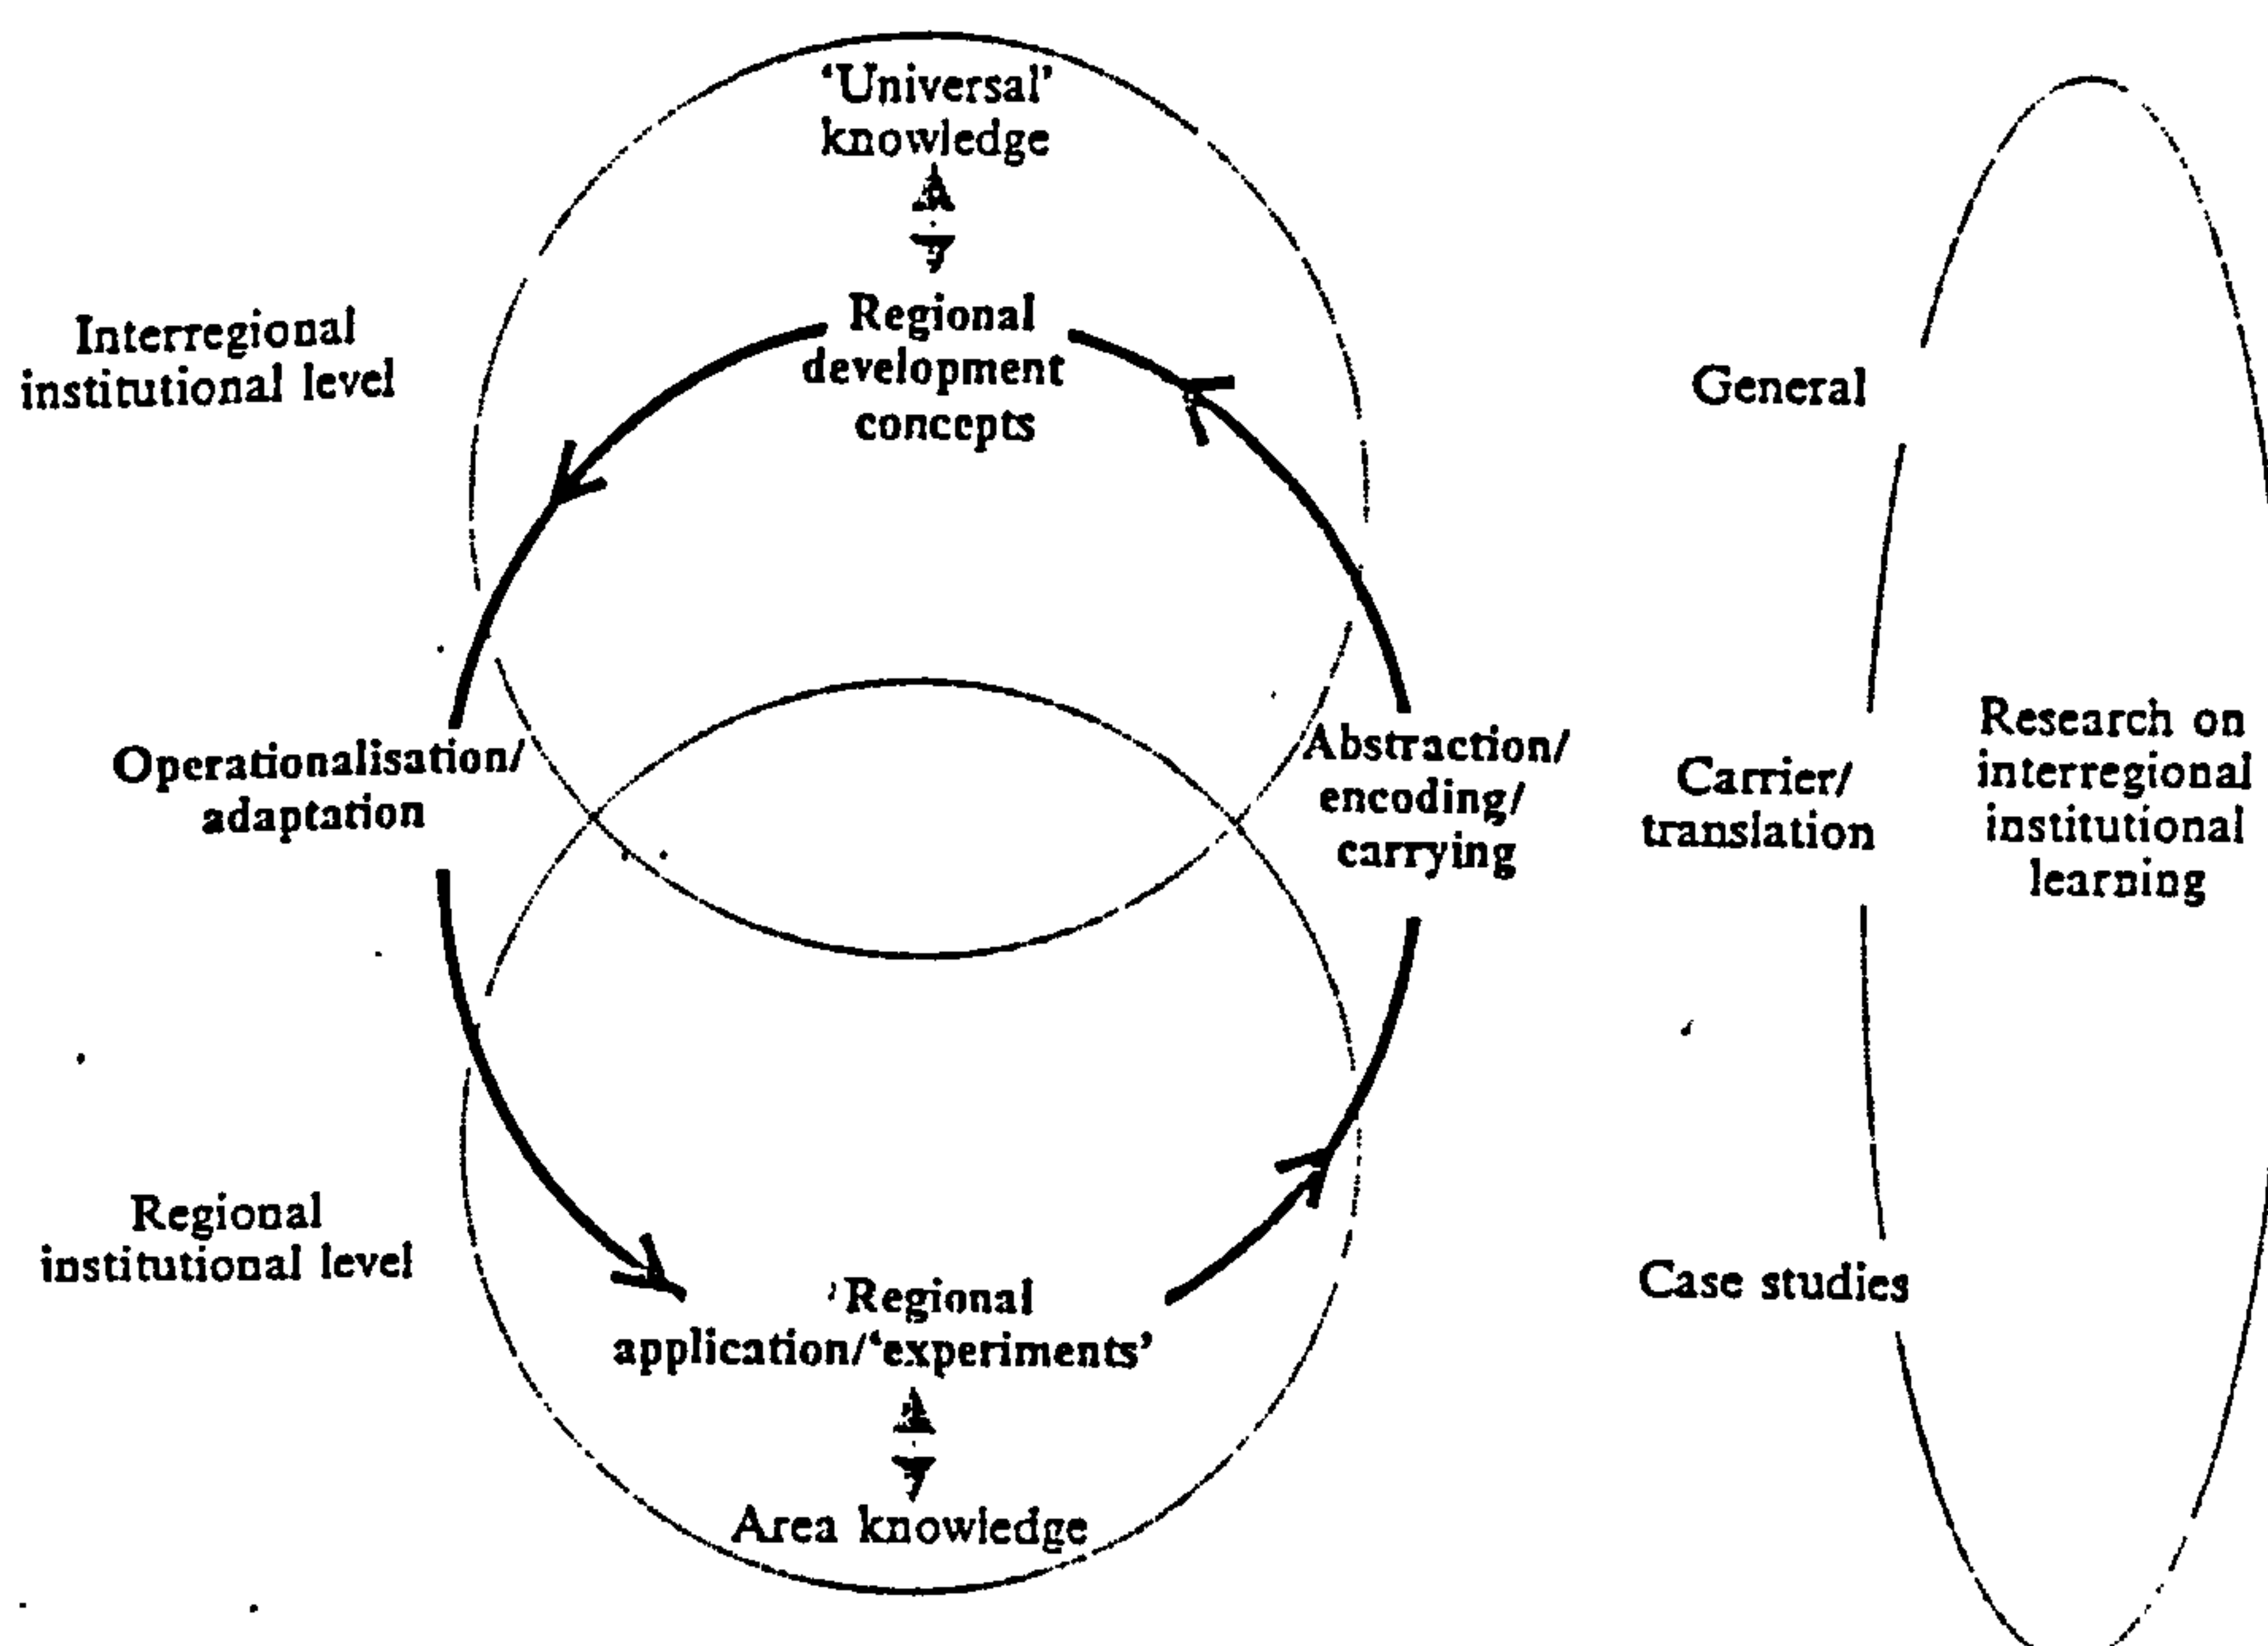 ‘Universal’
knowledge
Regional
development
concepts
Interregional
institutional level
General
Operationalisation/
adaptation
Abstraction/
encoding/
carrying
Carrier/
translation
Research on
interregional
institutional
learning
Regional
institutional level
Regional
application/‘experiments’
Case studies
Area knowledge